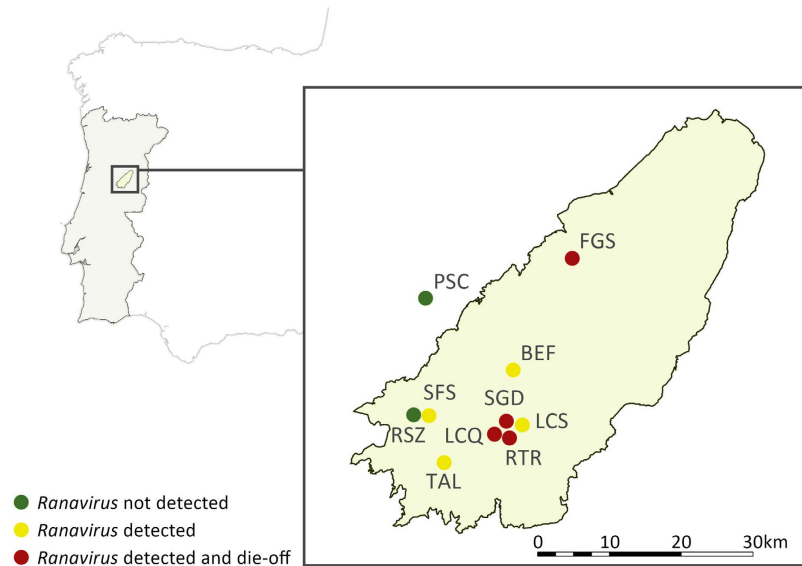 FGS
PSC
BEF
SFS
SGD
LCS
RSZ
LCQ
RTR
TAL
Ranavirus not detected
Ranavirus detected
Ranavirus detected and die-off
0 10 20 30km